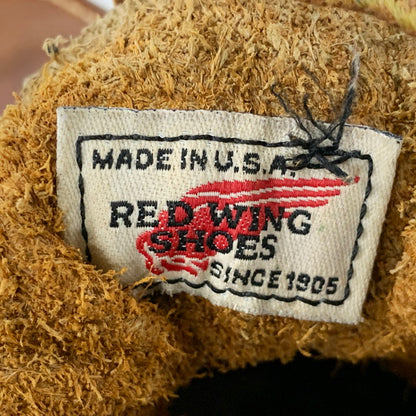 MADE IN U.S.A.
RED WING
SHOES
SINCE 1905